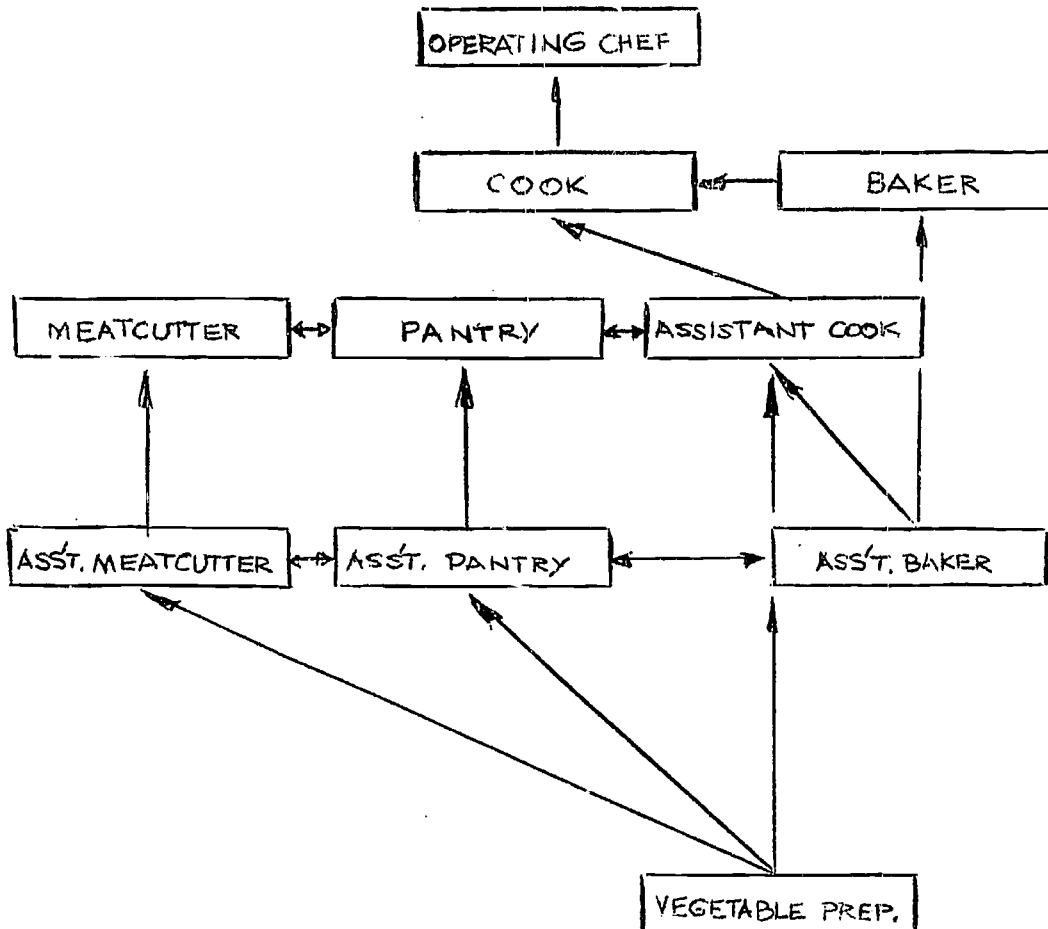 OPERATING CHEF
COOK
BAKER
MEATCUTTER
PANTRY
ASSISTANT COOK
ASS'T. MEATCUTTER
ASS'T. PANTRY
ASS'T. BAKER
VEGETABLE PREP.